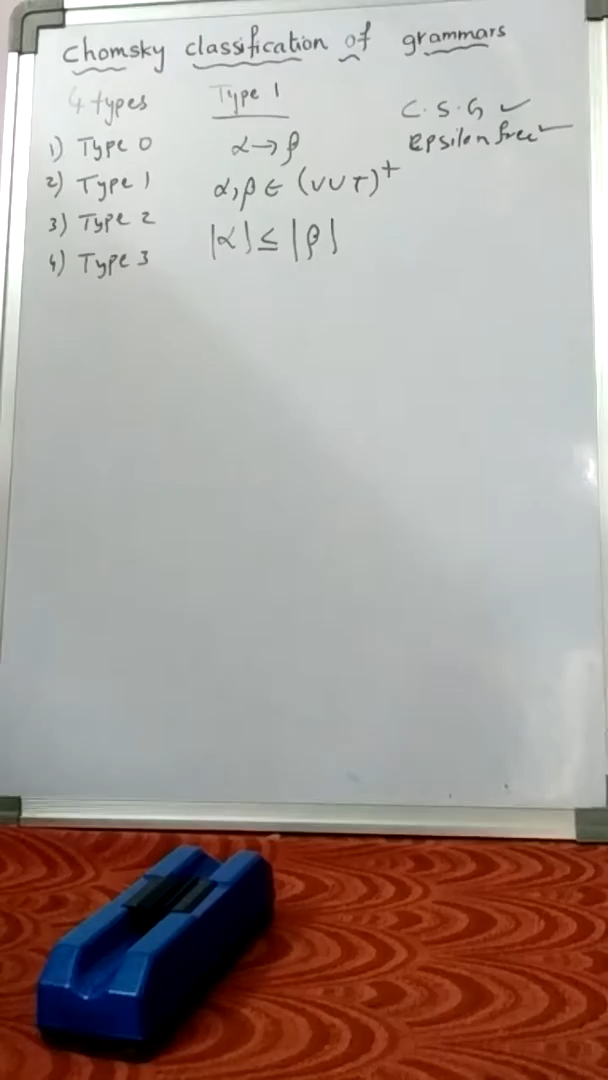 Chomsky classification of grammars
4 types
1) Type 0
2) Type 1
3) Type 2
4) Type 3
Type 1
α → β
α, β ∈ (V ∪ T)⁺
|α| ≤ |β|
C. S. G ✓
Epsilon free ✓